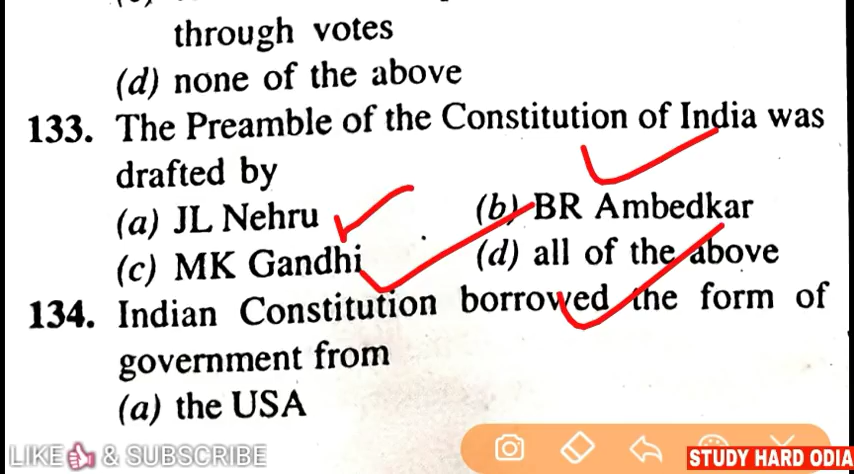 through votes
(d) none of the above
133. The Preamble of the Constitution of India was
drafted by
(a) JL Nehru (b) BR Ambedkar
(c) MK Gandhi (d) all of the above
134. Indian Constitution borrowed the form of
government from
(a) the USA
LIKE & SUBSCRIBE
STUDY HARD ODIA